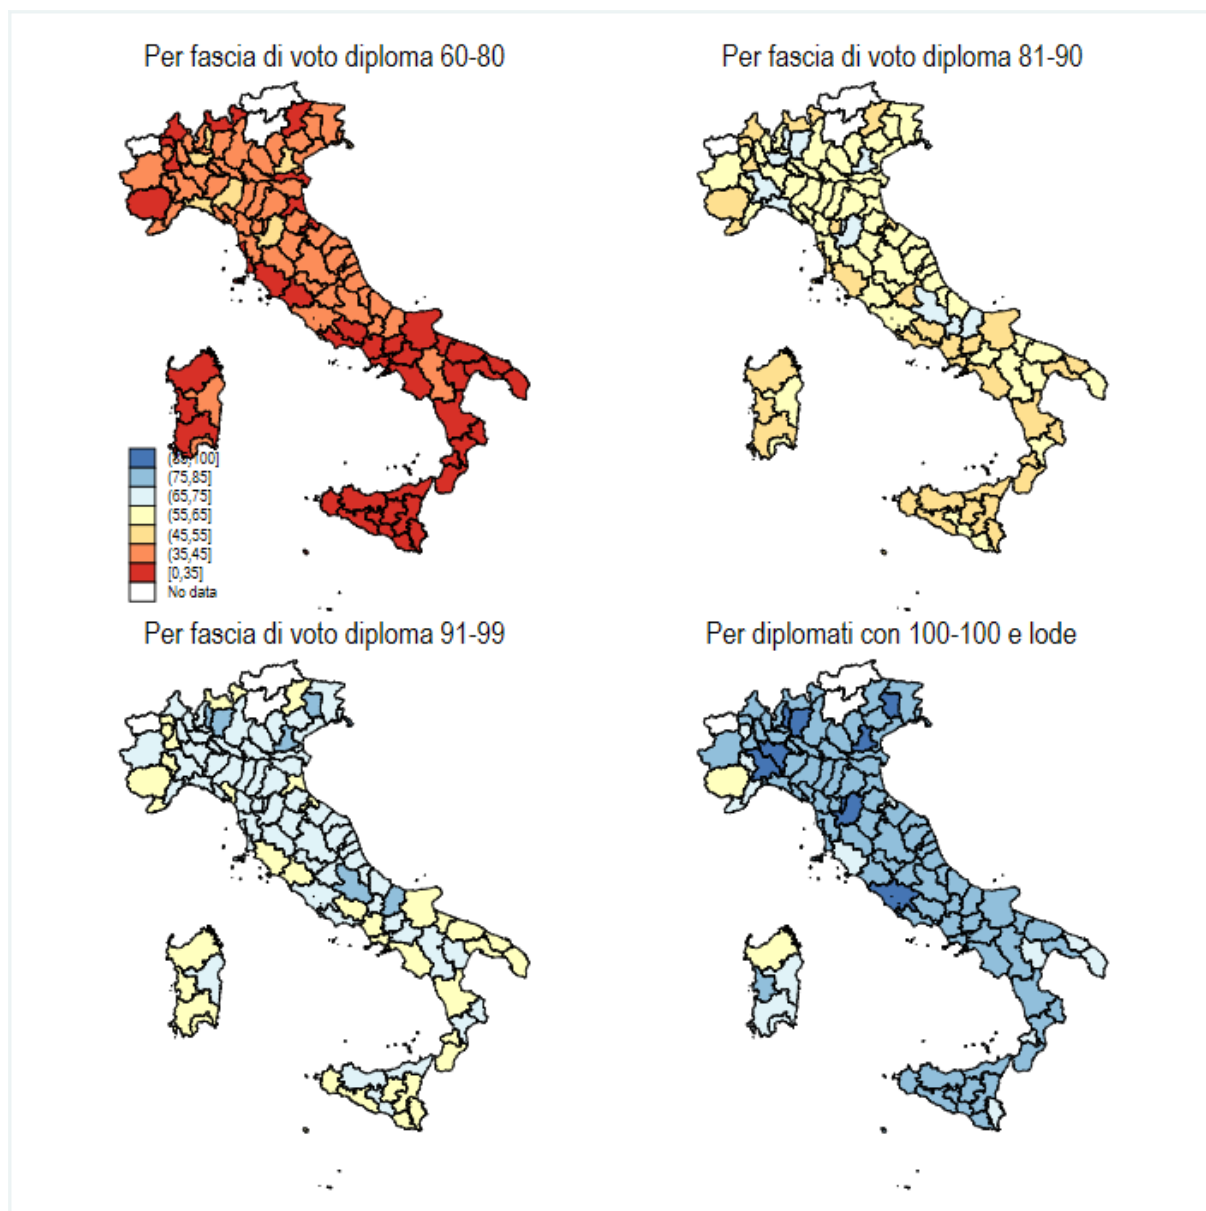 Per fascia di voto diploma 60-80
Per fascia di voto diploma 81-90
(85,100]
(75,85]
(65,75]
(55,65]
(45,55]
(35,45]
[0,35]
No data
Per fascia di voto diploma 91-99
Per diplomati con 100-100 e lode